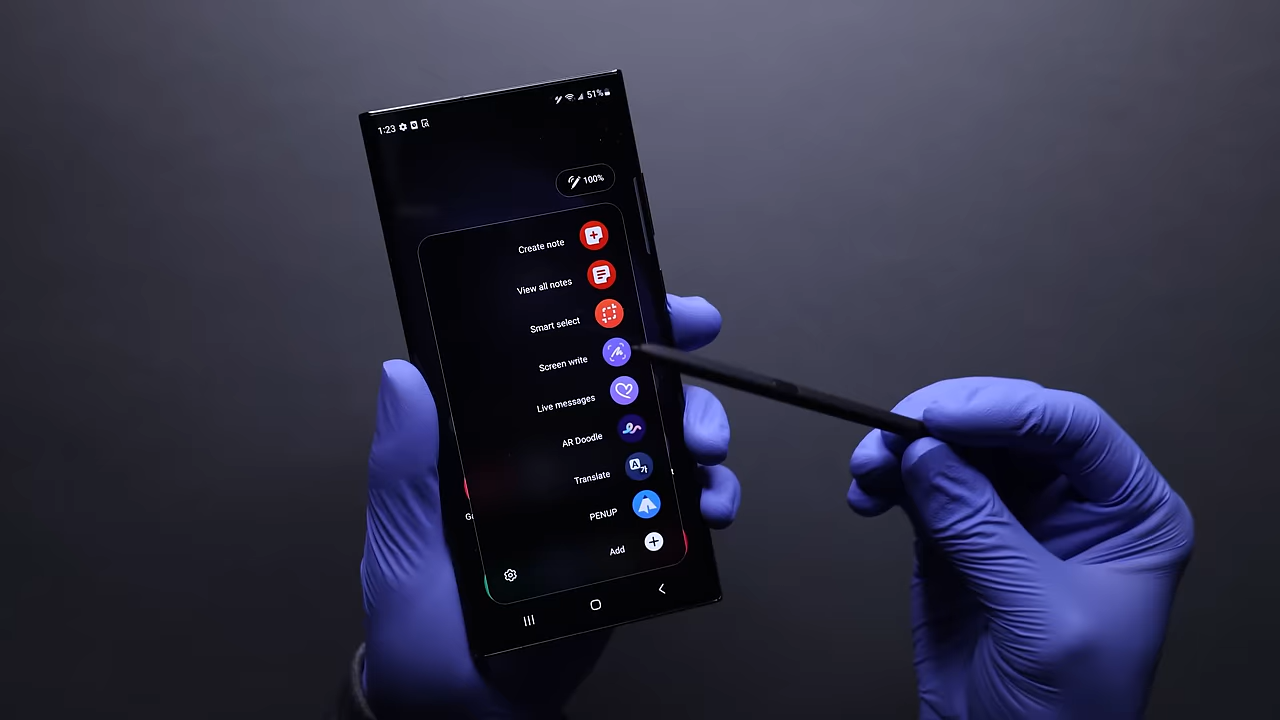 1:23
51%
100%
Create note
View all notes
Smart select
Screen write
Live messages
AR Doodle
Translate
PENUP
Add